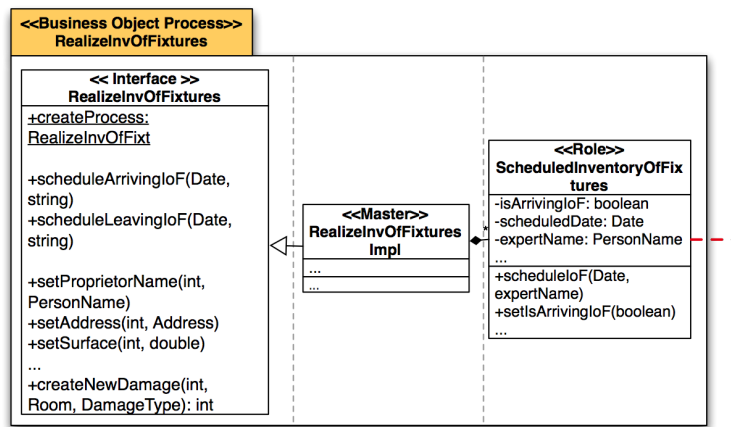 <<Business Object Process>>
RealizeInvOfFixtures
<< Interface >>
RealizeInvOfFixtures
+createProcess:
RealizeInvOfFixt
+scheduleArrivingIoF(Date,
string)
+scheduleLeavingIoF(Date,
string)
+setProprietorName(int,
PersonName)
+setAddress(int, Address)
+setSurface(int, double)
...
+createNewDamage(int,
Room, DamageType): int
<<Master>>
RealizeInvOfFixtures
Impl
...
...
*
<<Role>>
ScheduledInventoryOfFix
tures
-isArrivingIoF: boolean
-scheduledDate: Date
-expertName: PersonName
...
+scheduleIoF(Date,
expertName)
+setIsArrivingIoF(boolean)
...